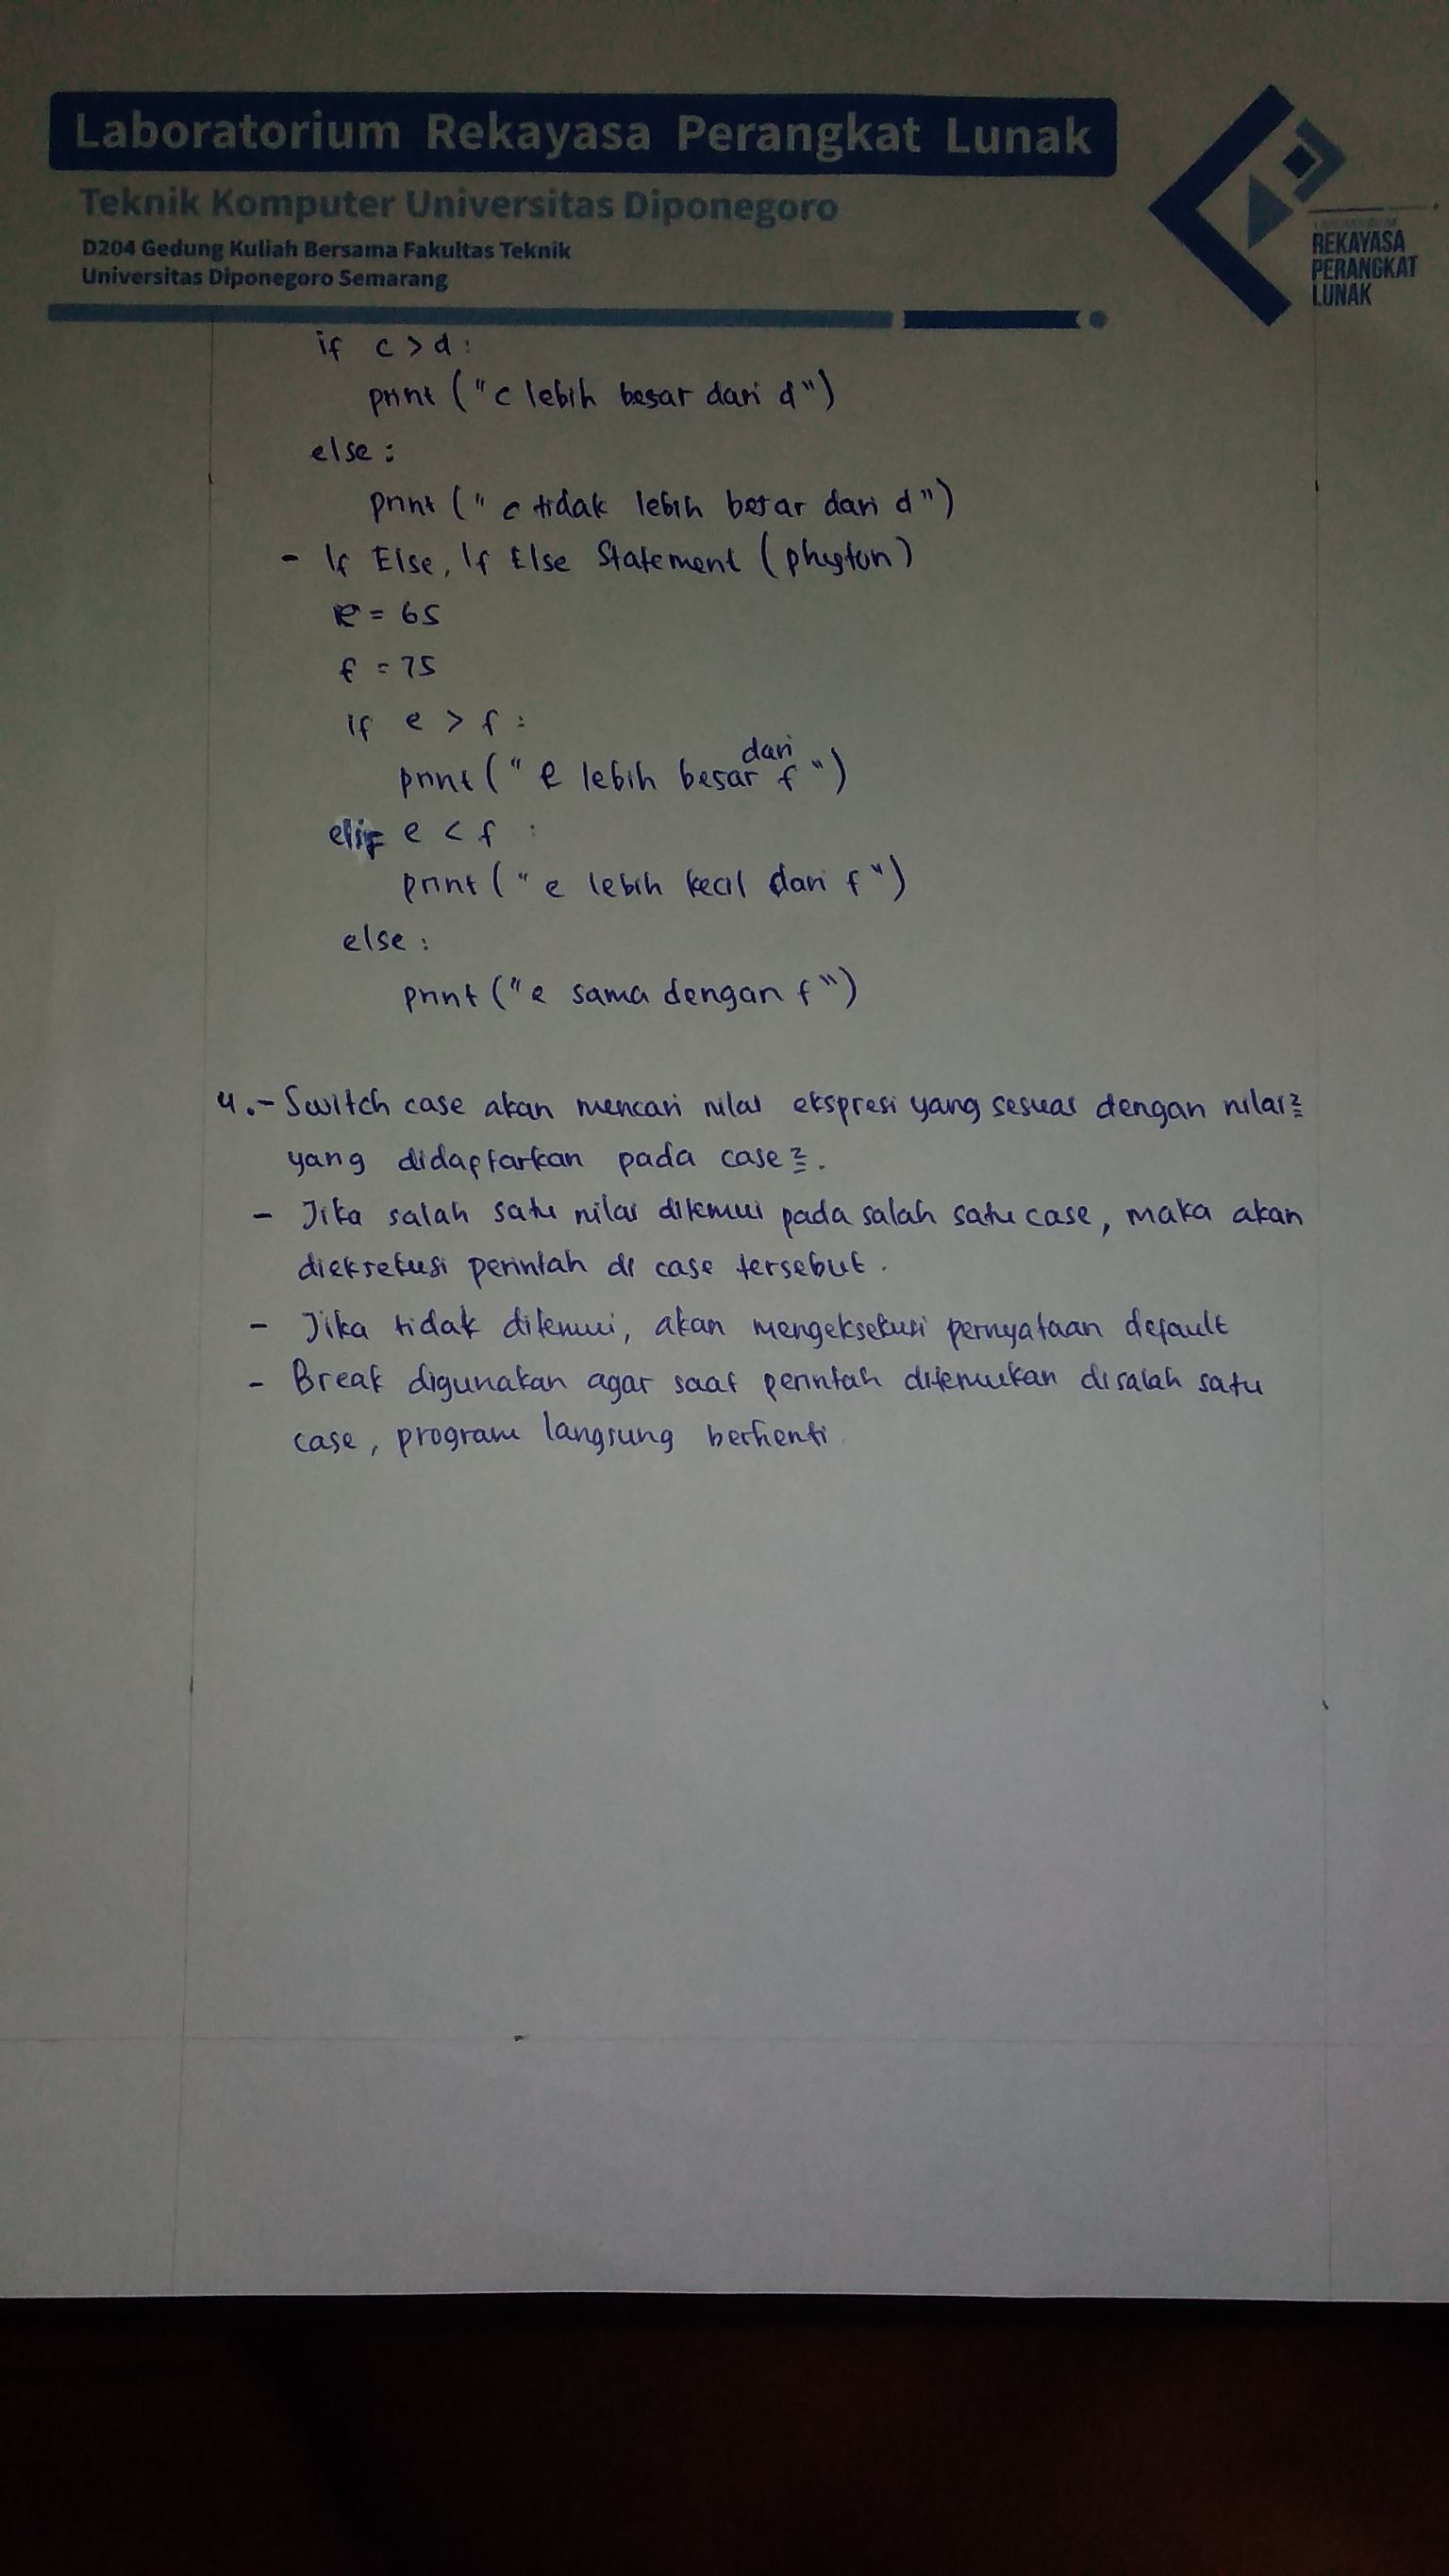 Laboratorium Rekayasa Perangkat Lunak
Teknik Komputer Universitas Diponegoro
D204 Gedung Kuliah Bersama Fakultas Teknik
Universitas Diponegoro Semarang
REKAYASA
PERANGKAT
LUNAK
if c > d :
print ("c lebih besar dari d")
else :
print (" c tidak lebih besar dari d")
- If Else, If Else Statement (phyton)
e = 65
f = 75
if e > f :
print (" e lebih besar dari f ")
elif e < f :
print (" e lebih kecil dari f ")
else :
print ("e sama dengan f")
4. - Switch case akan mencari nilai ekspresi yang sesuai dengan nilai2
yang didapfarkan pada case2.
- Jika salah satu nilai ditemui pada salah satu case, maka akan
dieksekusi perintah di case tersebut.
- Jika tidak ditemui, akan mengeksekusi pernyataan default
- Break digunakan agar saat perintah ditemukan disalah satu
case, program langsung berhenti